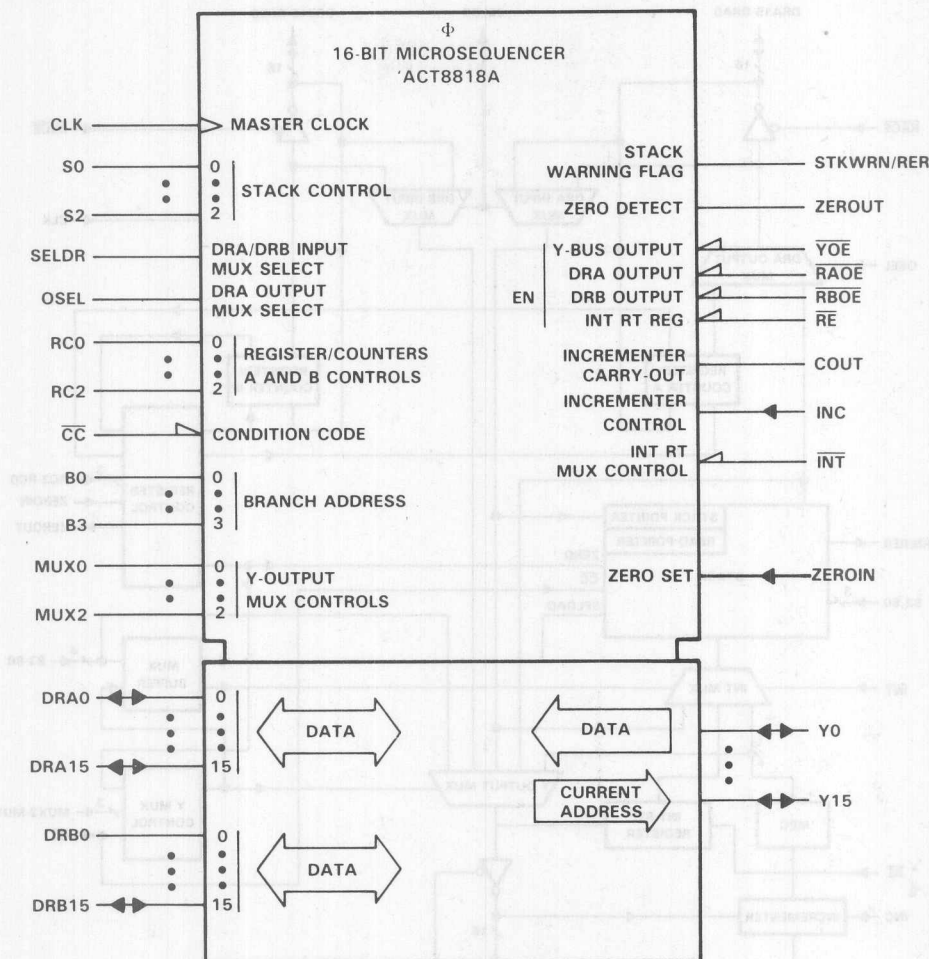 Φ
16-BIT MICROSEQUENCER
'ACT8818A
CLK
MASTER CLOCK
S0
0
STACK CONTROL
S2
2
SELDR
DRA/DRB INPUT
MUX SELECT
OSEL
DRA OUTPUT
MUX SELECT
RC0
0
REGISTER/COUNTERS
A AND B CONTROLS
RC2
2
CC
CONDITION CODE
B0
0
BRANCH ADDRESS
B3
3
MUX0
0
Y-OUTPUT
MUX CONTROLS
MUX2
2
STACK
WARNING FLAG
STKWRN/RER
ZERO DETECT
ZEROUT
EN
Y-BUS OUTPUT
YOE
DRA OUTPUT
RAOE
DRB OUTPUT
RBOE
INT RT REG
RE
INCREMENTER
CARRY-OUT
COUT
INCREMENTER
CONTROL
INC
INT RT
MUX CONTROL
INT
ZERO SET
ZEROIN
DRA0
0
DATA
DRA15
15
DRB0
0
DATA
DRB15
15
DATA
Y0
CURRENT
ADDRESS
Y15